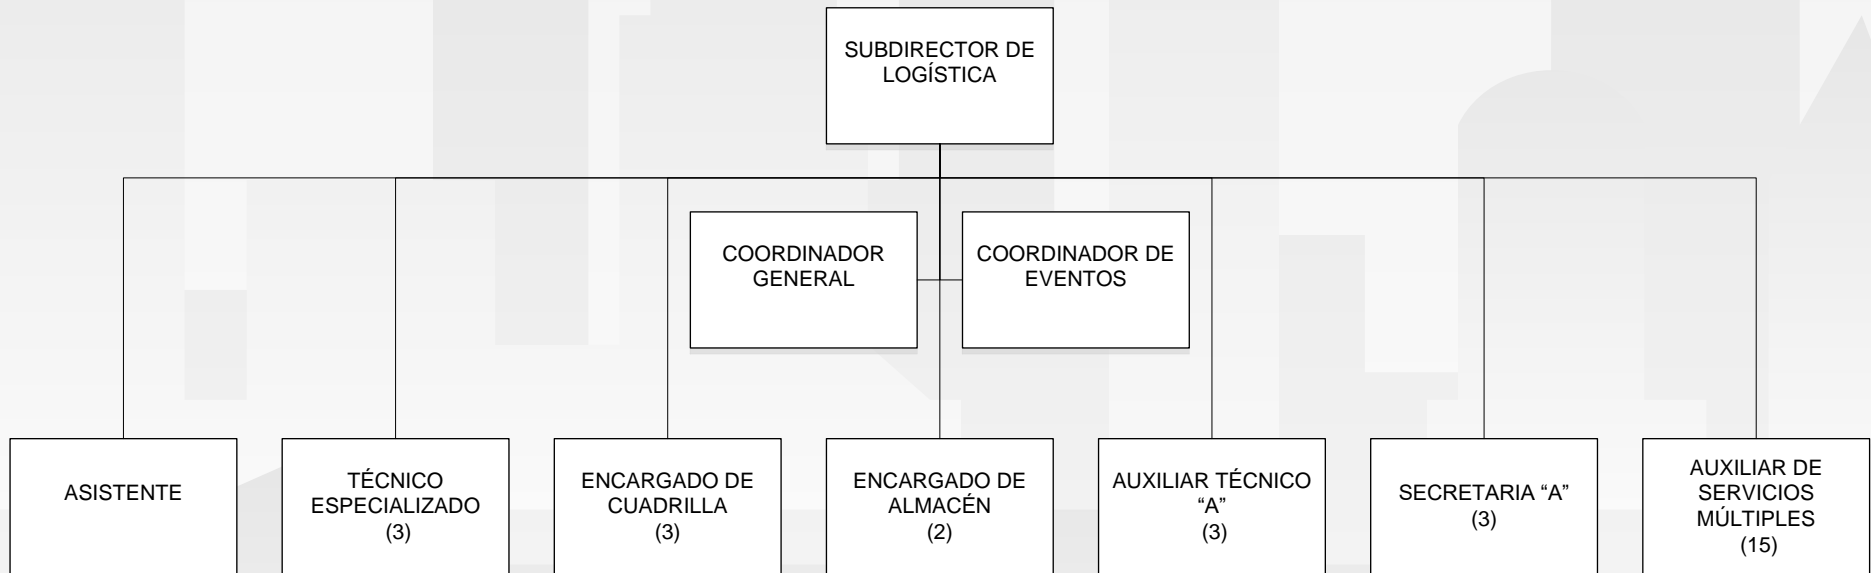 SUBDIRECTOR DE
LOGÍSTICA
COORDINADOR
GENERAL
COORDINADOR DE
EVENTOS
ASISTENTE
TÉCNICO
ESPECIALIZADO
(3)
ENCARGADO DE
CUADRILLA
(3)
ENCARGADO DE
ALMACÉN
(2)
AUXILIAR TÉCNICO
“A”
(3)
SECRETARIA “A”
(3)
AUXILIAR DE
SERVICIOS
MÚLTIPLES
(15)